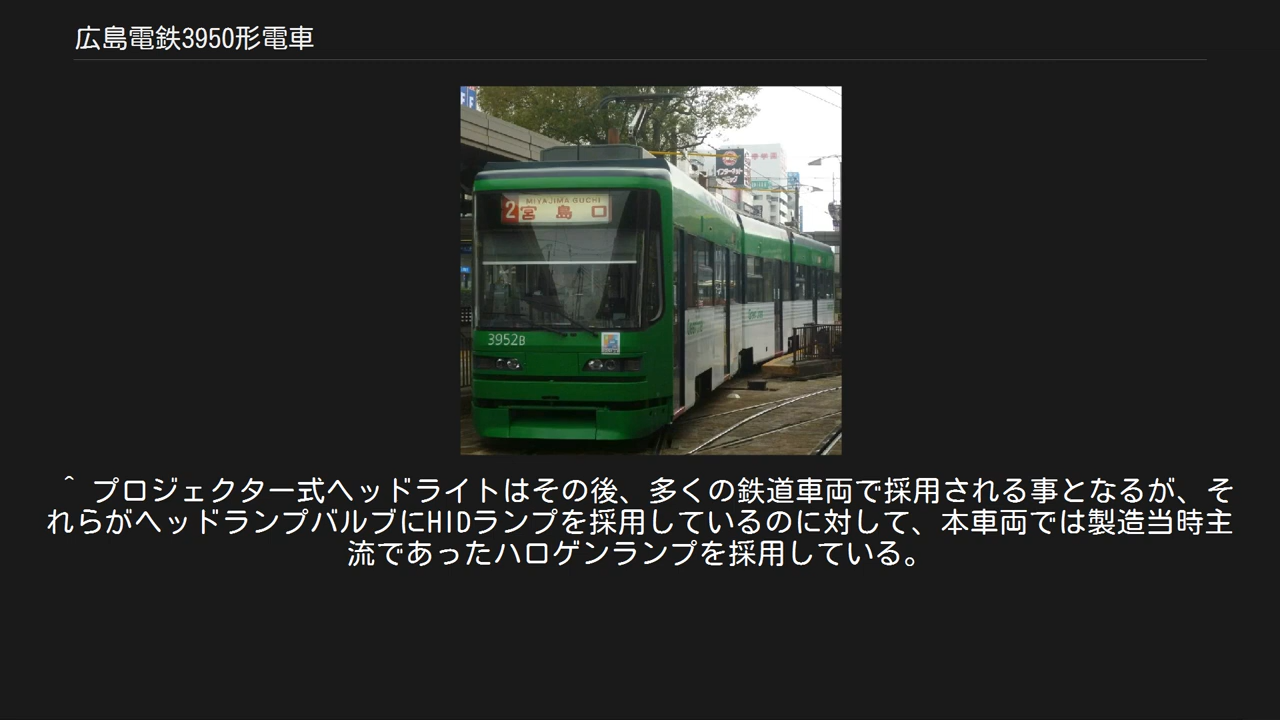 広島電鉄3950形電車
MIYAJIMA GUCHI
2 宮島口
3952B
^ プロジェクター式ヘッドライトはその後、多くの鉄道車両で採用される事となるが、そ
れらがヘッドランプバルブにHIDランプを採用しているのに対して、本車両では製造当時主
流であったハロゲンランプを採用している。